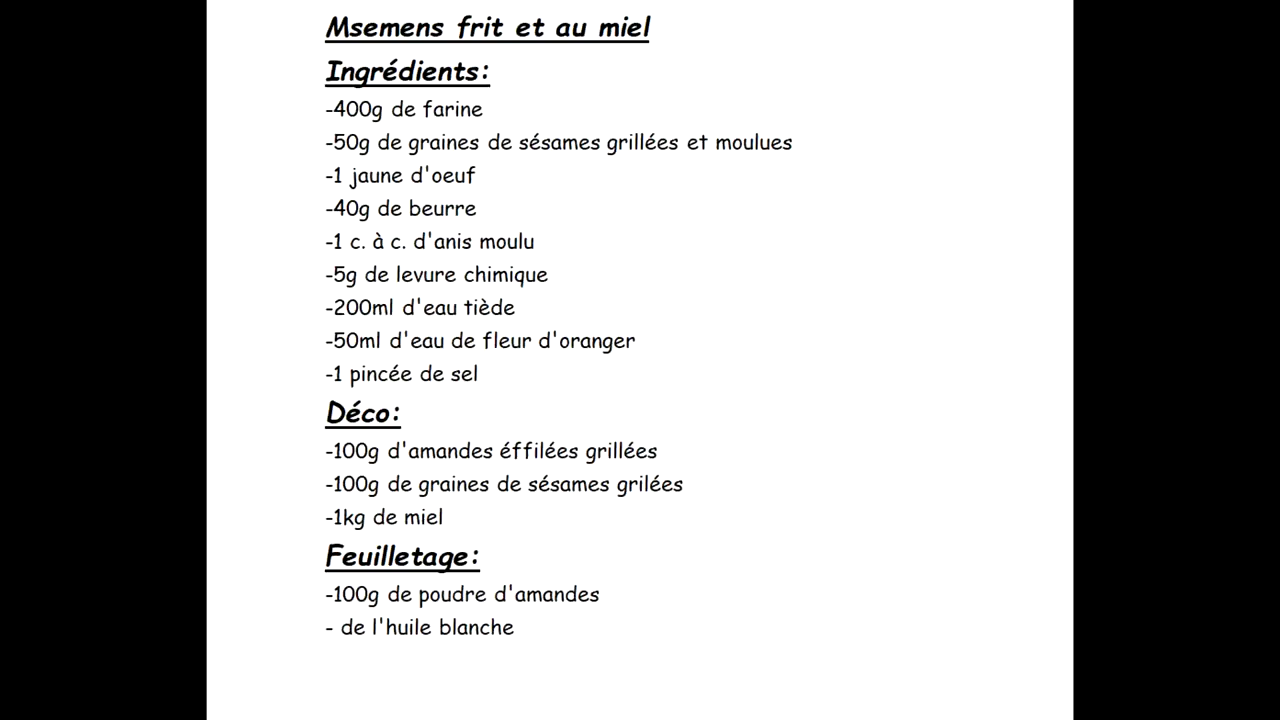 Msemens frit et au miel
Ingrédients:
-400g de farine
-50g de graines de sésames grillées et moulues
-1 jaune d'oeuf
-40g de beurre
-1 c. à c. d'anis moulu
-5g de levure chimique
-200ml d'eau tiède
-50ml d'eau de fleur d'oranger
-1 pincée de sel
Déco:
-100g d'amandes éffilées grillées
-100g de graines de sésames grilées
-1kg de miel
Feuilletage:
-100g de poudre d'amandes
- de l'huile blanche